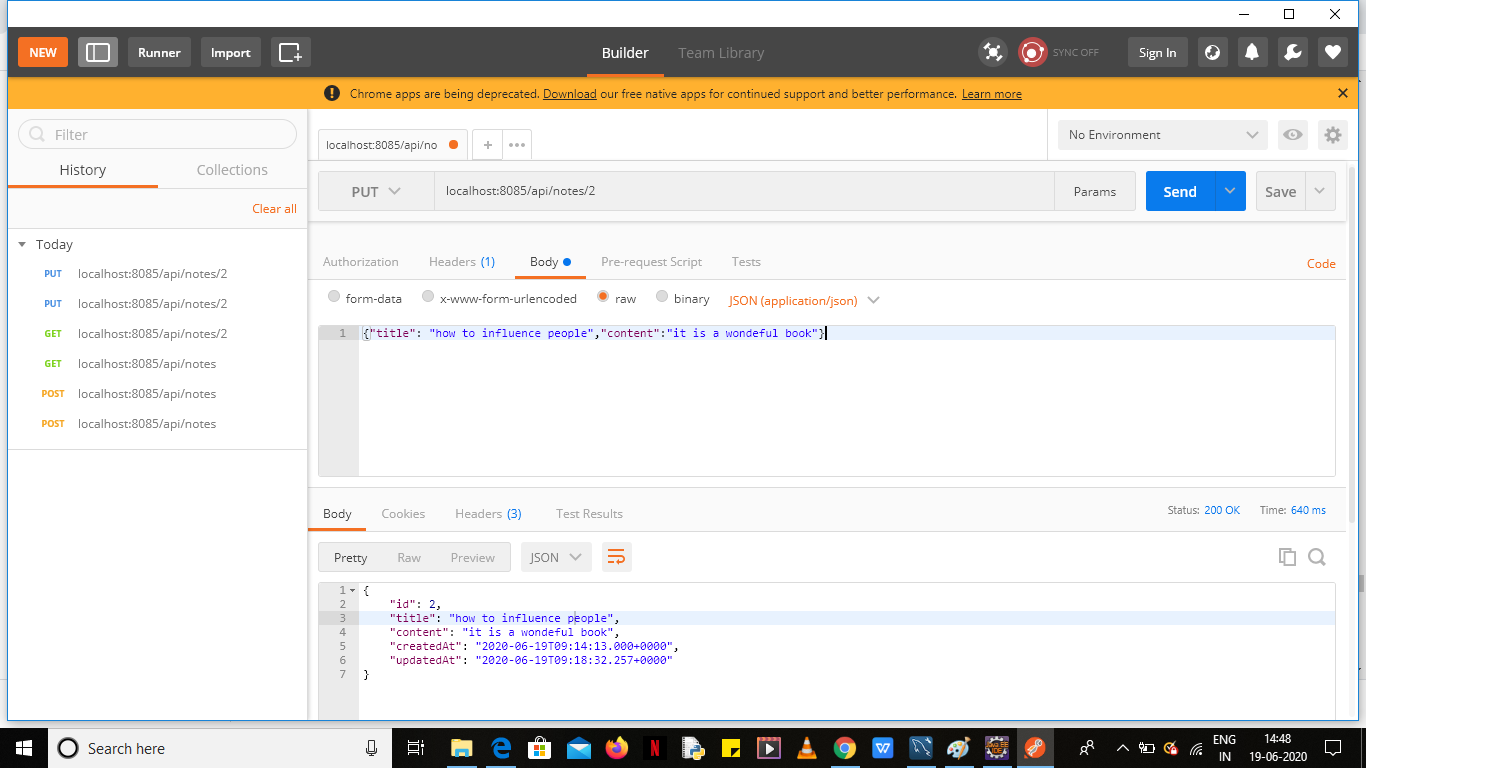 NEW Runner Import Builder Team Library SYNC OFF Sign In
Chrome apps are being deprecated. Download our free native apps for continued support and better performance. Learn more
Filter
History Collections
Clear all
Today
PUT localhost:8085/api/notes/2
PUT localhost:8085/api/notes/2
GET localhost:8085/api/notes/2
GET localhost:8085/api/notes
POST localhost:8085/api/notes
POST localhost:8085/api/notes
localhost:8085/api/no + ••• No Environment
PUT localhost:8085/api/notes/2 Params Send Save
Authorization Headers (1) Body Pre-request Script Tests Code
form-data x-www-form-urlencoded raw binary JSON (application/json)
1 {"title": "how to influence people","content":"it is a wondeful book"}
Body Cookies Headers (3) Test Results Status: 200 OK Time: 640 ms
Pretty Raw Preview JSON
1 {
2 "id": 2,
3 "title": "how to influence people",
4 "content": "it is a wondeful book",
5 "createdAt": "2020-06-19T09:14:13.000+0000",
6 "updatedAt": "2020-06-19T09:18:32.257+0000"
7 }
Search here
ENG
IN
14:48
19-06-2020